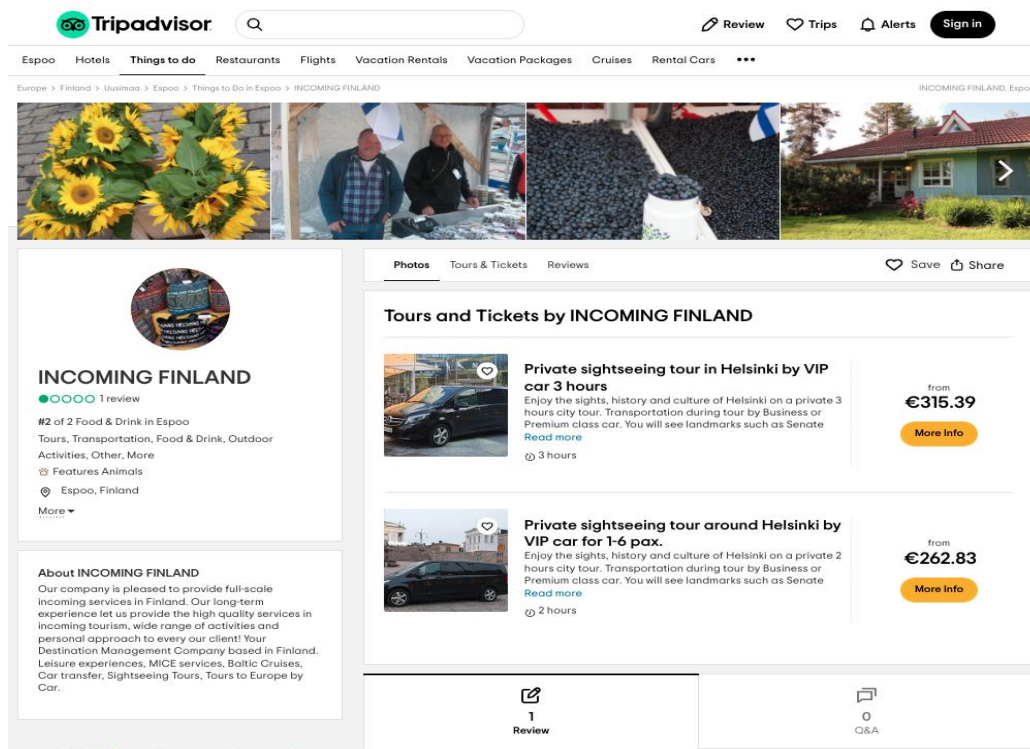 Tripadvisor
Review
Trips
Alerts
Sign in
Espoo
Hotels
Things to do
Restaurants
Flights
Vacation Rentals
Vacation Packages
Cruises
Rental Cars
•••
Europe > Finland > Uusimaa > Espoo > Things to Do in Espoo > INCOMING FINLAND
INCOMING FINLAND, Espo
INCOMING FINLAND
1 review
#2 of 2 Food & Drink in Espoo
Tours, Transportation, Food & Drink, Outdoor
Activities, Other, More
Features Animals
Espoo, Finland
More
About INCOMING FINLAND
Our company is pleased to provide full-scale
incoming services in Finland. Our long-term
experience let us provide the high quality services in
incoming tourism, wide range of activities and
personal approach to every our client! Your
Destination Management Company based in Finland.
Leisure experiences, MICE services, Baltic Cruises,
Car transfer, Sightseeing Tours, Tours to Europe by
Car.
Photos
Tours & Tickets
Reviews
Save
Share
Tours and Tickets by INCOMING FINLAND
Private sightseeing tour in Helsinki by VIP
car 3 hours
Enjoy the sights, history and culture of Helsinki on a private 3
hours city tour. Transportation during tour by Business or
Premium class car. You will see landmarks such as Senate
Read more
3 hours
from
€315.39
More Info
Private sightseeing tour around Helsinki by
VIP car for 1-6 pax.
Enjoy the sights, history and culture of Helsinki on a private 2
hours city tour. Transportation during tour by Business or
Premium class car. You will see landmarks such as Senate
Read more
2 hours
from
€262.83
More Info
1
Review
0
Q&A